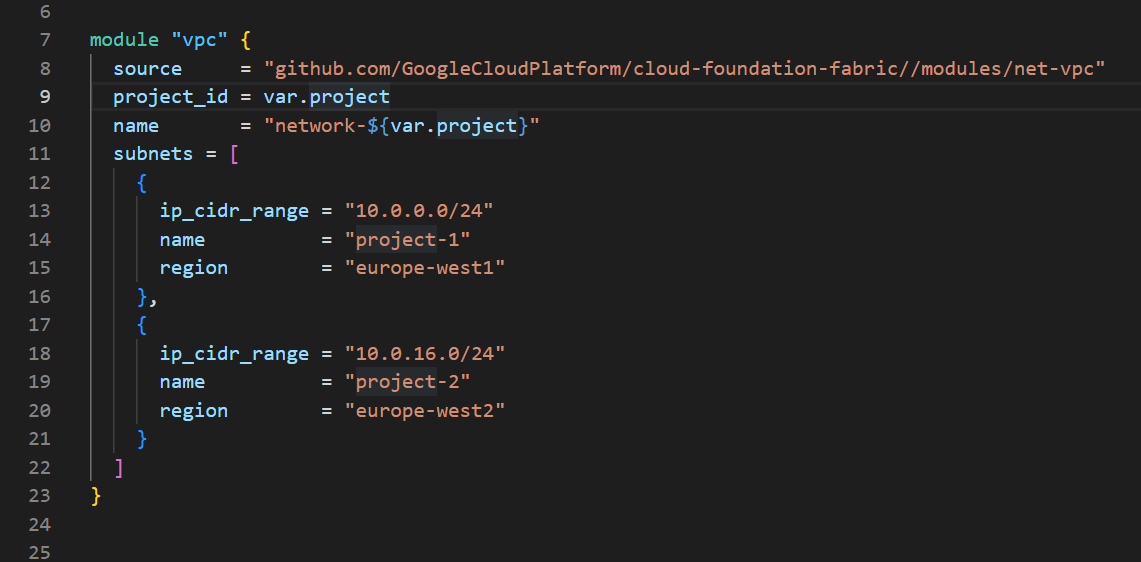 6
7 module "vpc" {
8   source     = "github.com/GoogleCloudPlatform/cloud-foundation-fabric//modules/net-vpc"
9   project_id = var.project
10   name       = "network-${var.project}"
11   subnets = [
12     {
13       ip_cidr_range = "10.0.0.0/24"
14       name          = "project-1"
15       region        = "europe-west1"
16     },
17     {
18       ip_cidr_range = "10.0.16.0/24"
19       name          = "project-2"
20       region        = "europe-west2"
21     }
22   ]
23 }
24
25